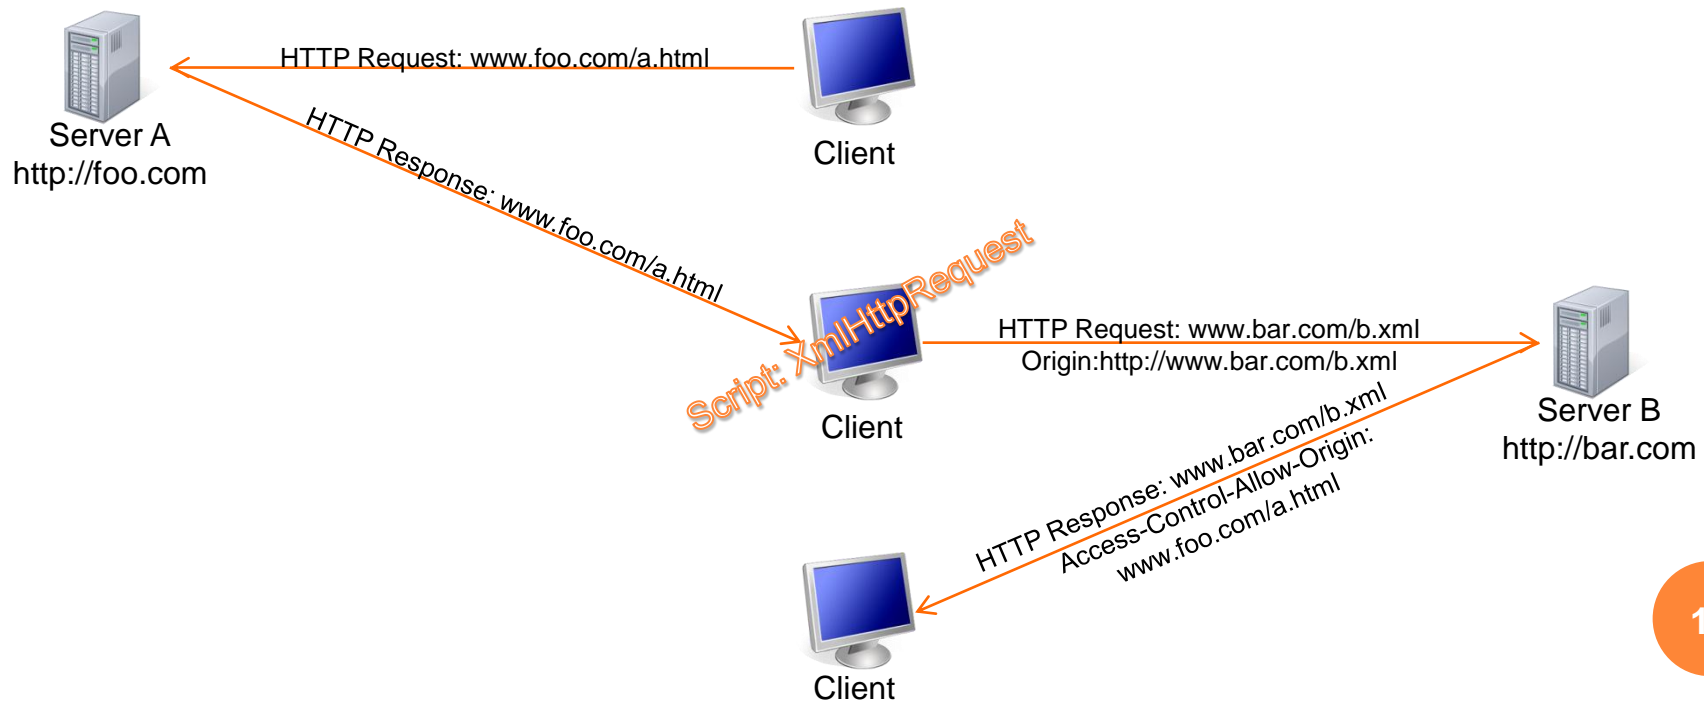 HTTP Request: www.foo.com/a.html
Server A
http://foo.com
Client
HTTP Response: www.foo.com/a.html
Script: XmlHttpRequest
HTTP Request: www.bar.com/b.xml
Origin:http://www.bar.com/b.xml
Client
Server B
http://bar.com
HTTP Response: www.bar.com/b.xml
Access-Control-Allow-Origin:
www.foo.com/a.html
Client